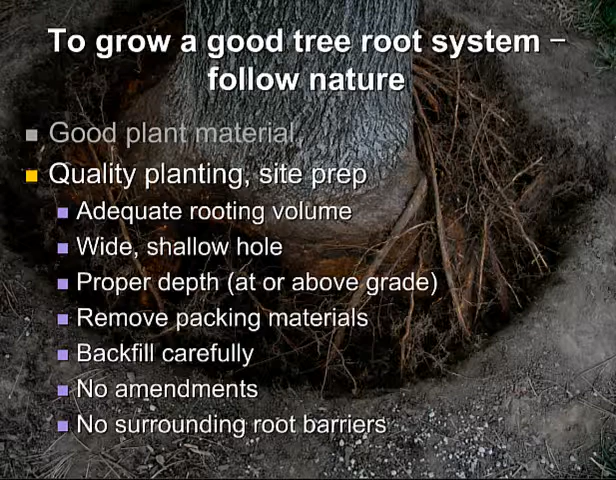 To grow a good tree root system –
follow nature
Good plant material
Quality planting, site prep
Adequate rooting volume
Wide, shallow hole
Proper depth (at or above grade)
Remove packing materials
Backfill carefully
No amendments
No surrounding root barriers